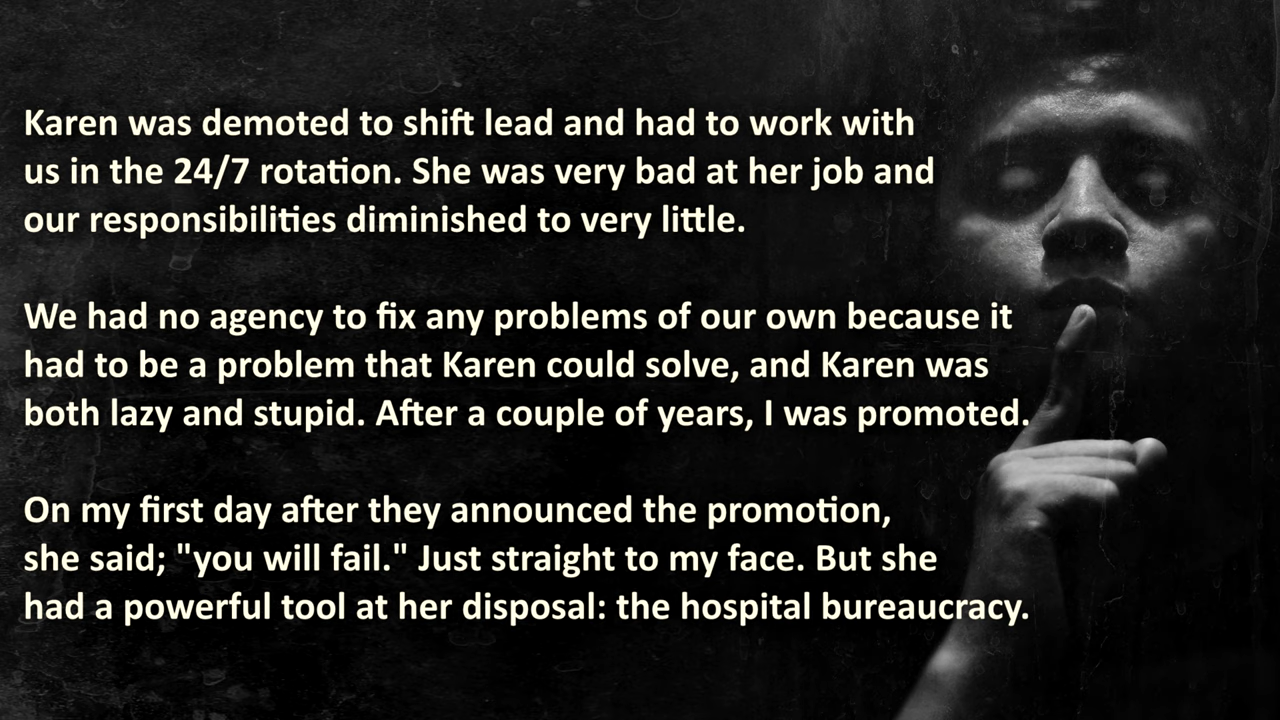 Karen was demoted to shift lead and had to work with
us in the 24/7 rotation. She was very bad at her job and
our responsibilities diminished to very little.
We had no agency to fix any problems of our own because it
had to be a problem that Karen could solve, and Karen was
both lazy and stupid. After a couple of years, I was promoted.
On my first day after they announced the promotion,
she said; "you will fail." Just straight to my face. But she
had a powerful tool at her disposal: the hospital bureaucracy.